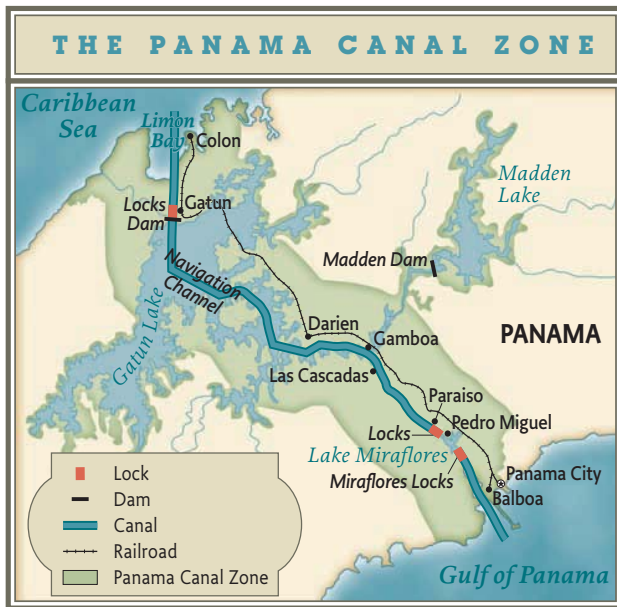 THE PANAMA CANAL ZONE
Caribbean
Sea
Limon
Bay
Colon
Locks
Dam
Gatun
Madden
Lake
Madden Dam
Navigation
Channel
Gatun Lake
Darien
Gamboa
PANAMA
Las Cascadas
Paraiso
Pedro Miguel
Locks
Lake Miraflores
Miraflores Locks
Panama City
Balboa
Gulf of Panama
Lock
Dam
Canal
Railroad
Panama Canal Zone